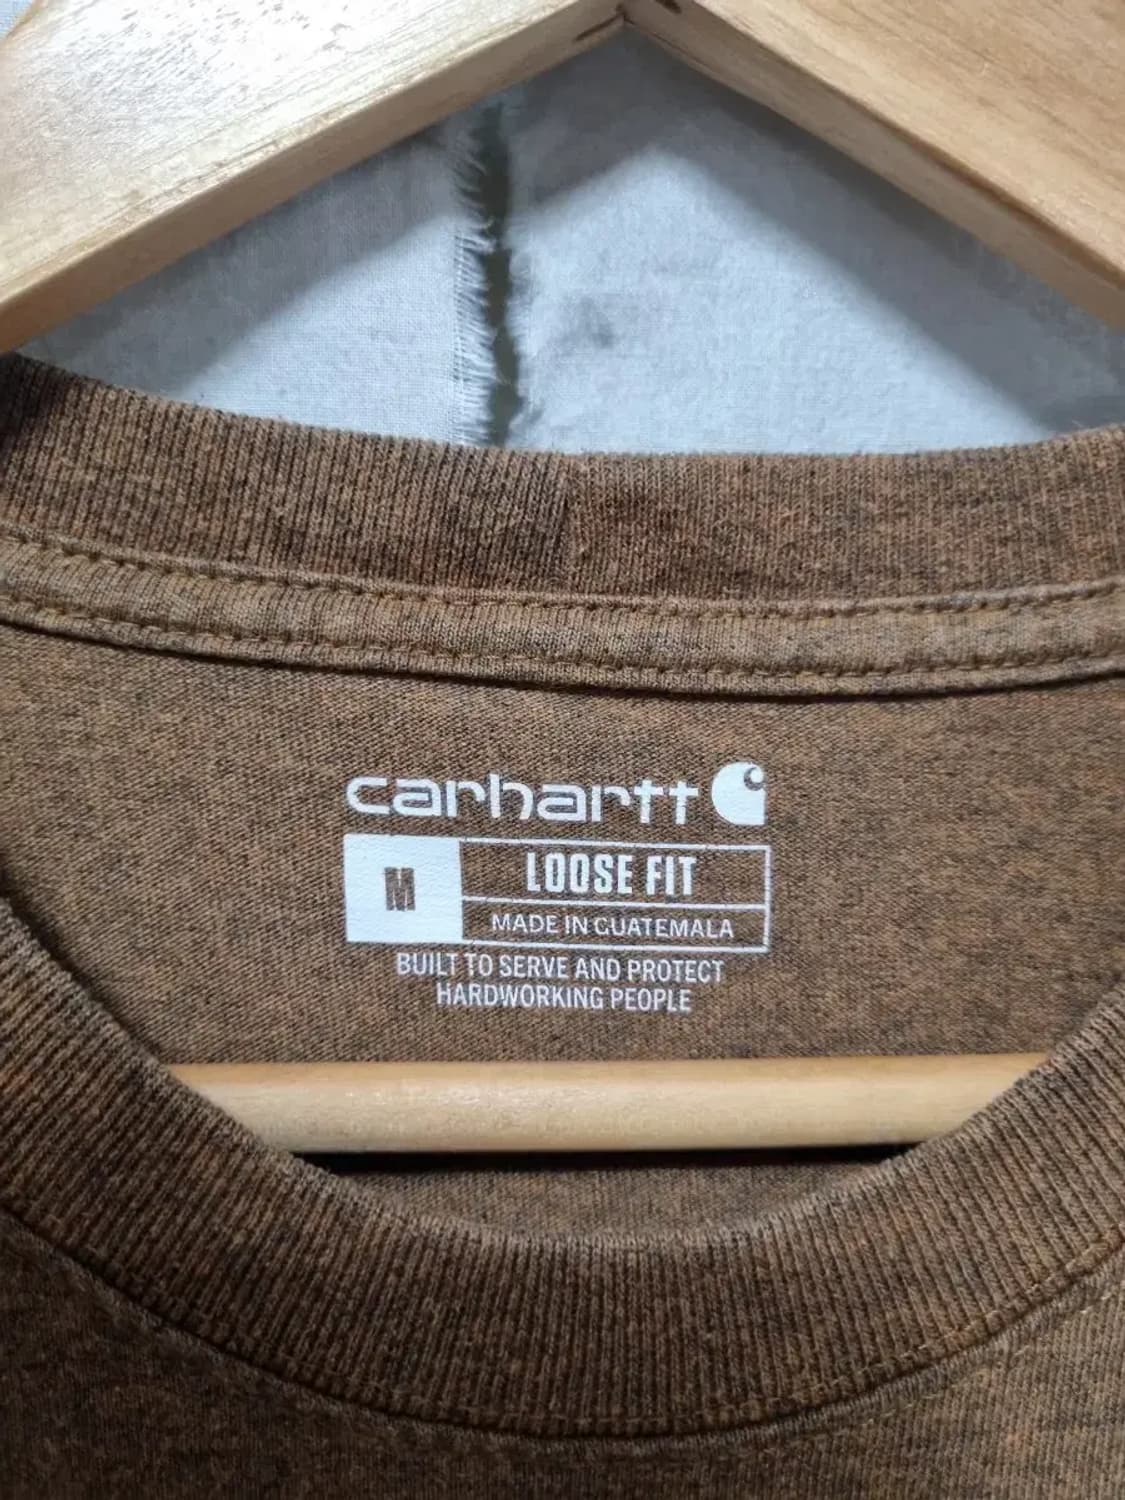 carhartt
M
LOOSE FIT
MADE IN GUATEMALA
BUILT TO SERVE AND PROTECT
HARDWORKING PEOPLE